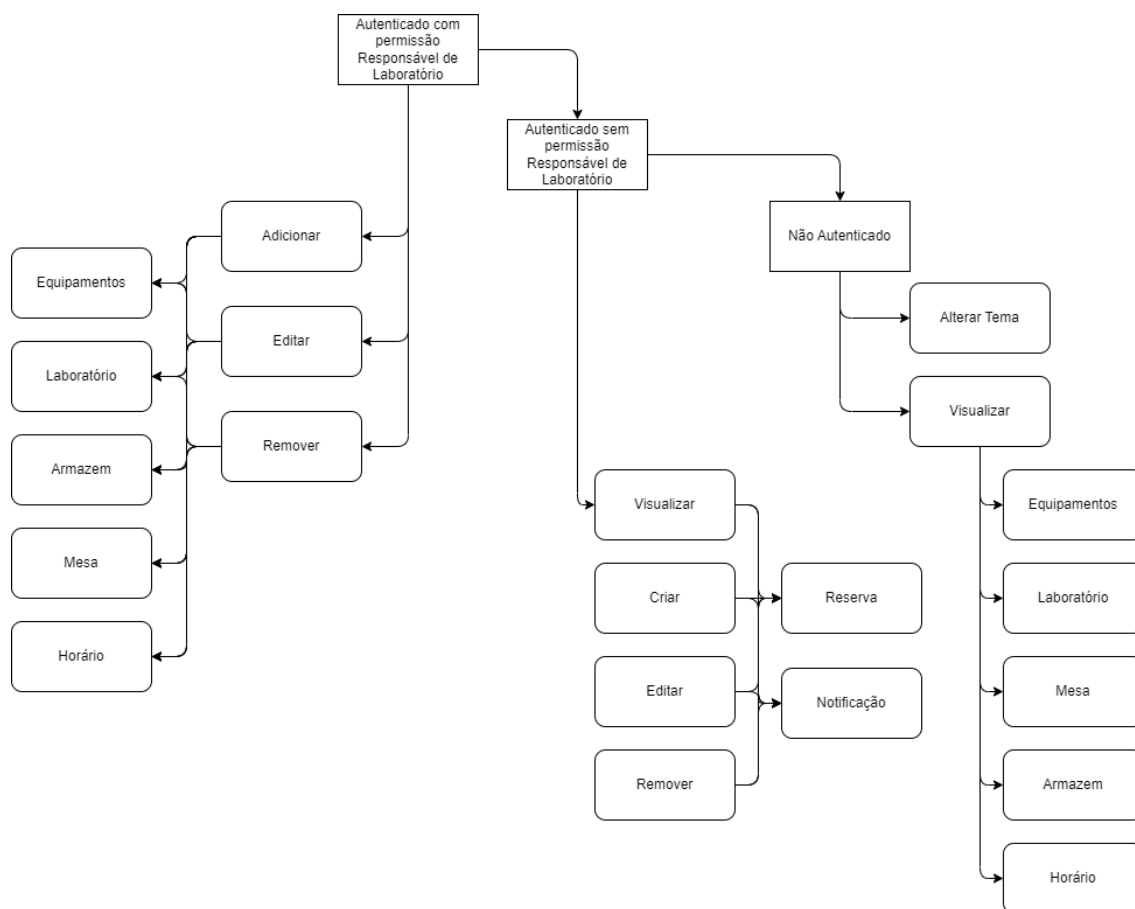 Autenticado com
permissão
Responsável de
Laboratório
Autenticado sem
permissão
Responsável de
Laboratório
Não Autenticado
Adicionar
Equipamentos
Editar
Laboratório
Remover
Armazem
Mesa
Horário
Alterar Tema
Visualizar
Visualizar
Criar
Editar
Remover
Reserva
Notificação
Equipamentos
Laboratório
Mesa
Armazem
Horário